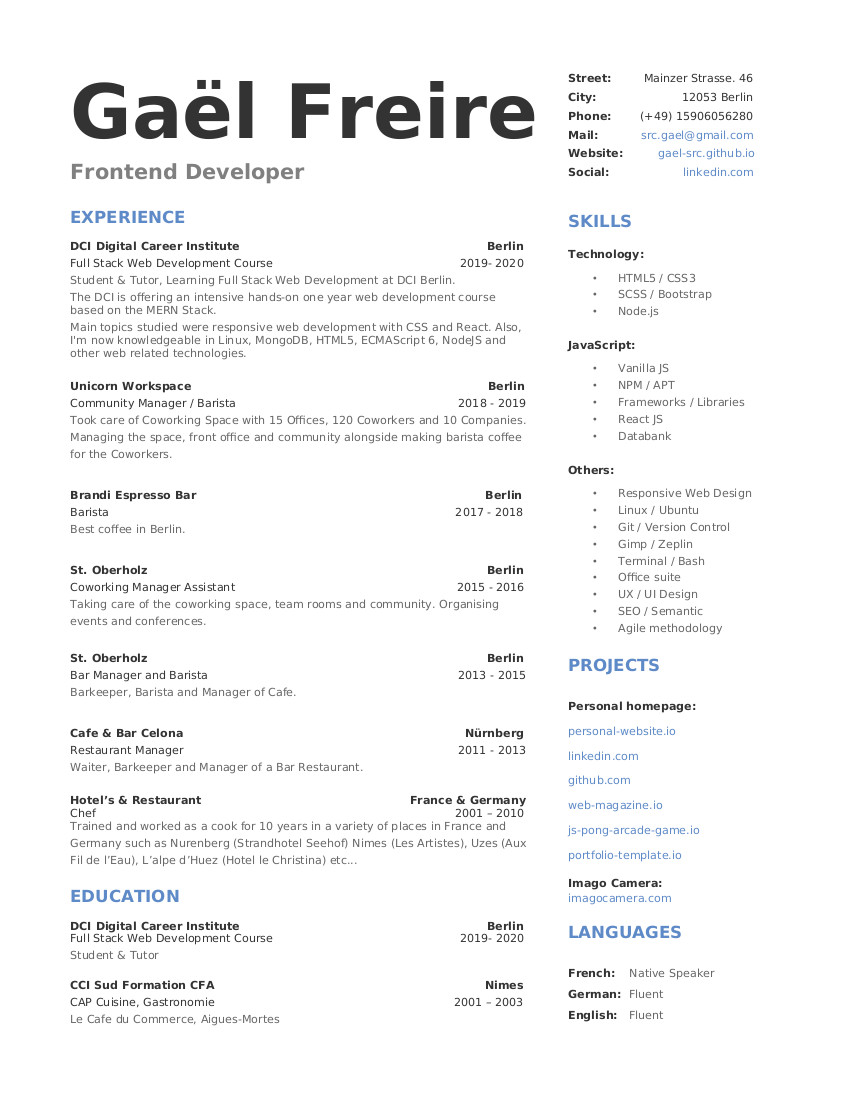 Gaël Freire
Frontend Developer
Street: Mainzer Strasse. 46
City: 12053 Berlin
Phone: (+49) 15906056280
Mail: src.gael@gmail.com
Website: gael-src.github.io
Social: linkedin.com
EXPERIENCE
DCI Digital Career Institute Berlin
Full Stack Web Development Course 2019- 2020
Student & Tutor, Learning Full Stack Web Development at DCI Berlin.
The DCI is offering an intensive hands-on one year web development course
based on the MERN Stack.
Main topics studied were responsive web development with CSS and React. Also,
I'm now knowledgeable in Linux, MongoDB, HTML5, ECMAScript 6, NodeJS and
other web related technologies.
Unicorn Workspace Berlin
Community Manager / Barista 2018 - 2019
Took care of Coworking Space with 15 Offices, 120 Coworkers and 10 Companies.
Managing the space, front office and community alongside making barista coffee
for the Coworkers.
Brandi Espresso Bar Berlin
Barista 2017 - 2018
Best coffee in Berlin.
St. Oberholz Berlin
Coworking Manager Assistant 2015 - 2016
Taking care of the coworking space, team rooms and community. Organising
events and conferences.
St. Oberholz Berlin
Bar Manager and Barista 2013 - 2015
Barkeeper, Barista and Manager of Cafe.
Cafe & Bar Celona Nürnberg
Restaurant Manager 2011 - 2013
Waiter, Barkeeper and Manager of a Bar Restaurant.
Hotel’s & Restaurant France & Germany
Chef 2001 – 2010
Trained and worked as a cook for 10 years in a variety of places in France and
Germany such as Nurenberg (Strandhotel Seehof) Nimes (Les Artistes), Uzes (Aux
Fil de l’Eau), L’alpe d’Huez (Hotel le Christina) etc...
EDUCATION
DCI Digital Career Institute Berlin
Full Stack Web Development Course 2019- 2020
Student & Tutor
CCI Sud Formation CFA Nimes
CAP Cuisine, Gastronomie 2001 – 2003
Le Cafe du Commerce, Aigues-Mortes
SKILLS
Technology:
• HTML5 / CSS3
• SCSS / Bootstrap
• Node.js
JavaScript:
• Vanilla JS
• NPM / APT
• Frameworks / Libraries
• React JS
• Databank
Others:
• Responsive Web Design
• Linux / Ubuntu
• Git / Version Control
• Gimp / Zeplin
• Terminal / Bash
• Office suite
• UX / UI Design
• SEO / Semantic
• Agile methodology
PROJECTS
Personal homepage:
personal-website.io
linkedin.com
github.com
web-magazine.io
js-pong-arcade-game.io
portfolio-template.io
Imago Camera:
imagocamera.com
LANGUAGES
French: Native Speaker
German: Fluent
English: Fluent